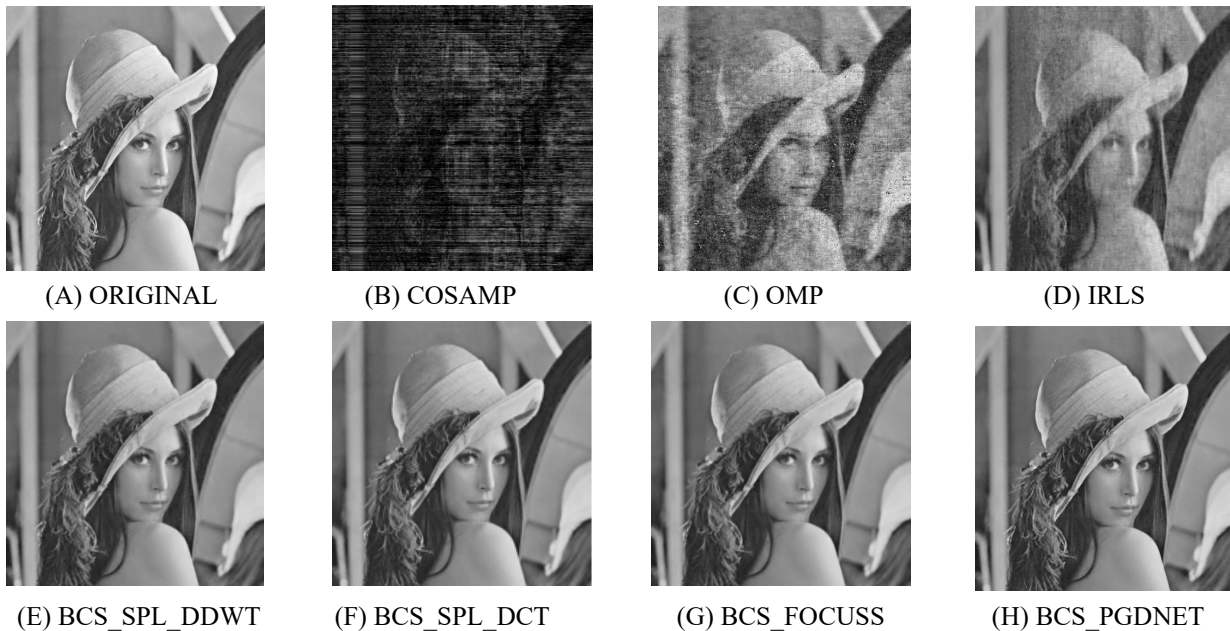 (A) ORIGINAL
(B) COSAMP
(C) OMP
(D) IRLS
(E) BCS_SPL_DDWT
(F) BCS_SPL_DCT
(G) BCS_FOCUSS
(H) BCS_PGDNET